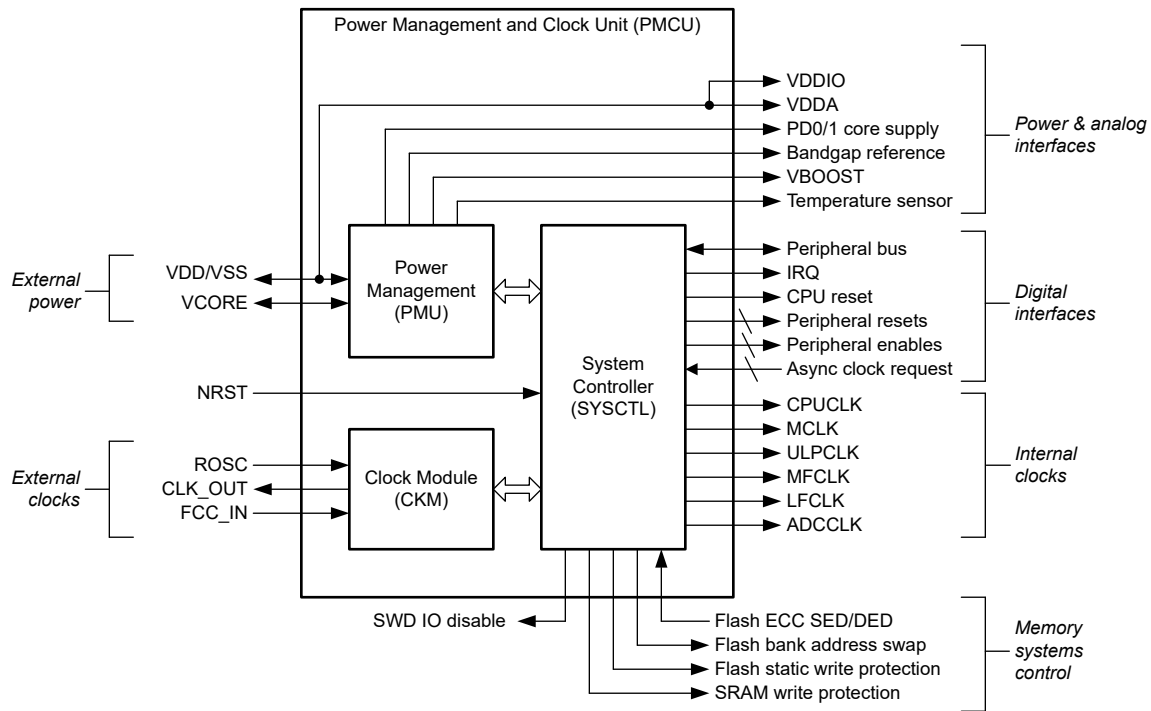 Power Management and Clock Unit (PMCU)
VDDIO
VDDA
PD0/1 core supply
Bandgap reference
VBOOST
Temperature sensor
Power & analog
interfaces
External
power
VDD/VSS
VCORE
Power
Management
(PMU)
Peripheral bus
IRQ
CPU reset
Peripheral resets
Peripheral enables
Async clock request
Digital
interfaces
NRST
System
Controller
(SYSCTL)
External
clocks
ROSC
CLK_OUT
FCC_IN
Clock Module
(CKM)
CPUCLK
MCLK
ULPCLK
MFCLK
LFCLK
ADCCLK
Internal
clocks
SWD IO disable
Flash ECC SED/DED
Flash bank address swap
Flash static write protection
SRAM write protection
Memory
systems
control